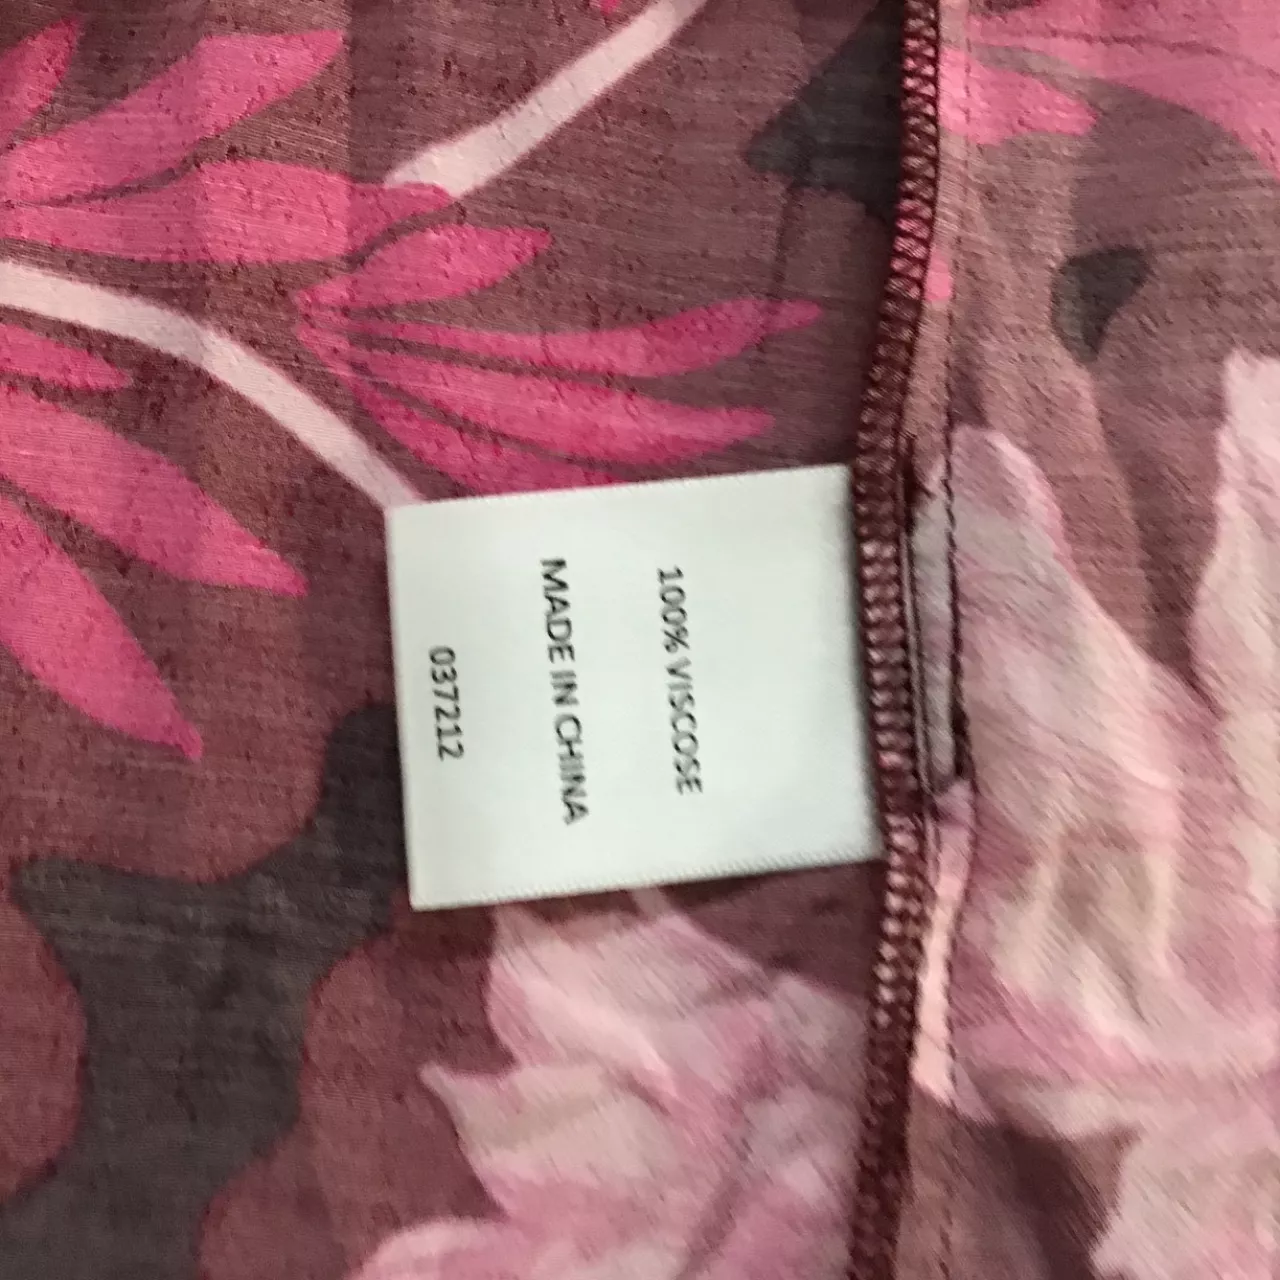 100% VISCOSE
MADE IN CHINA
037212